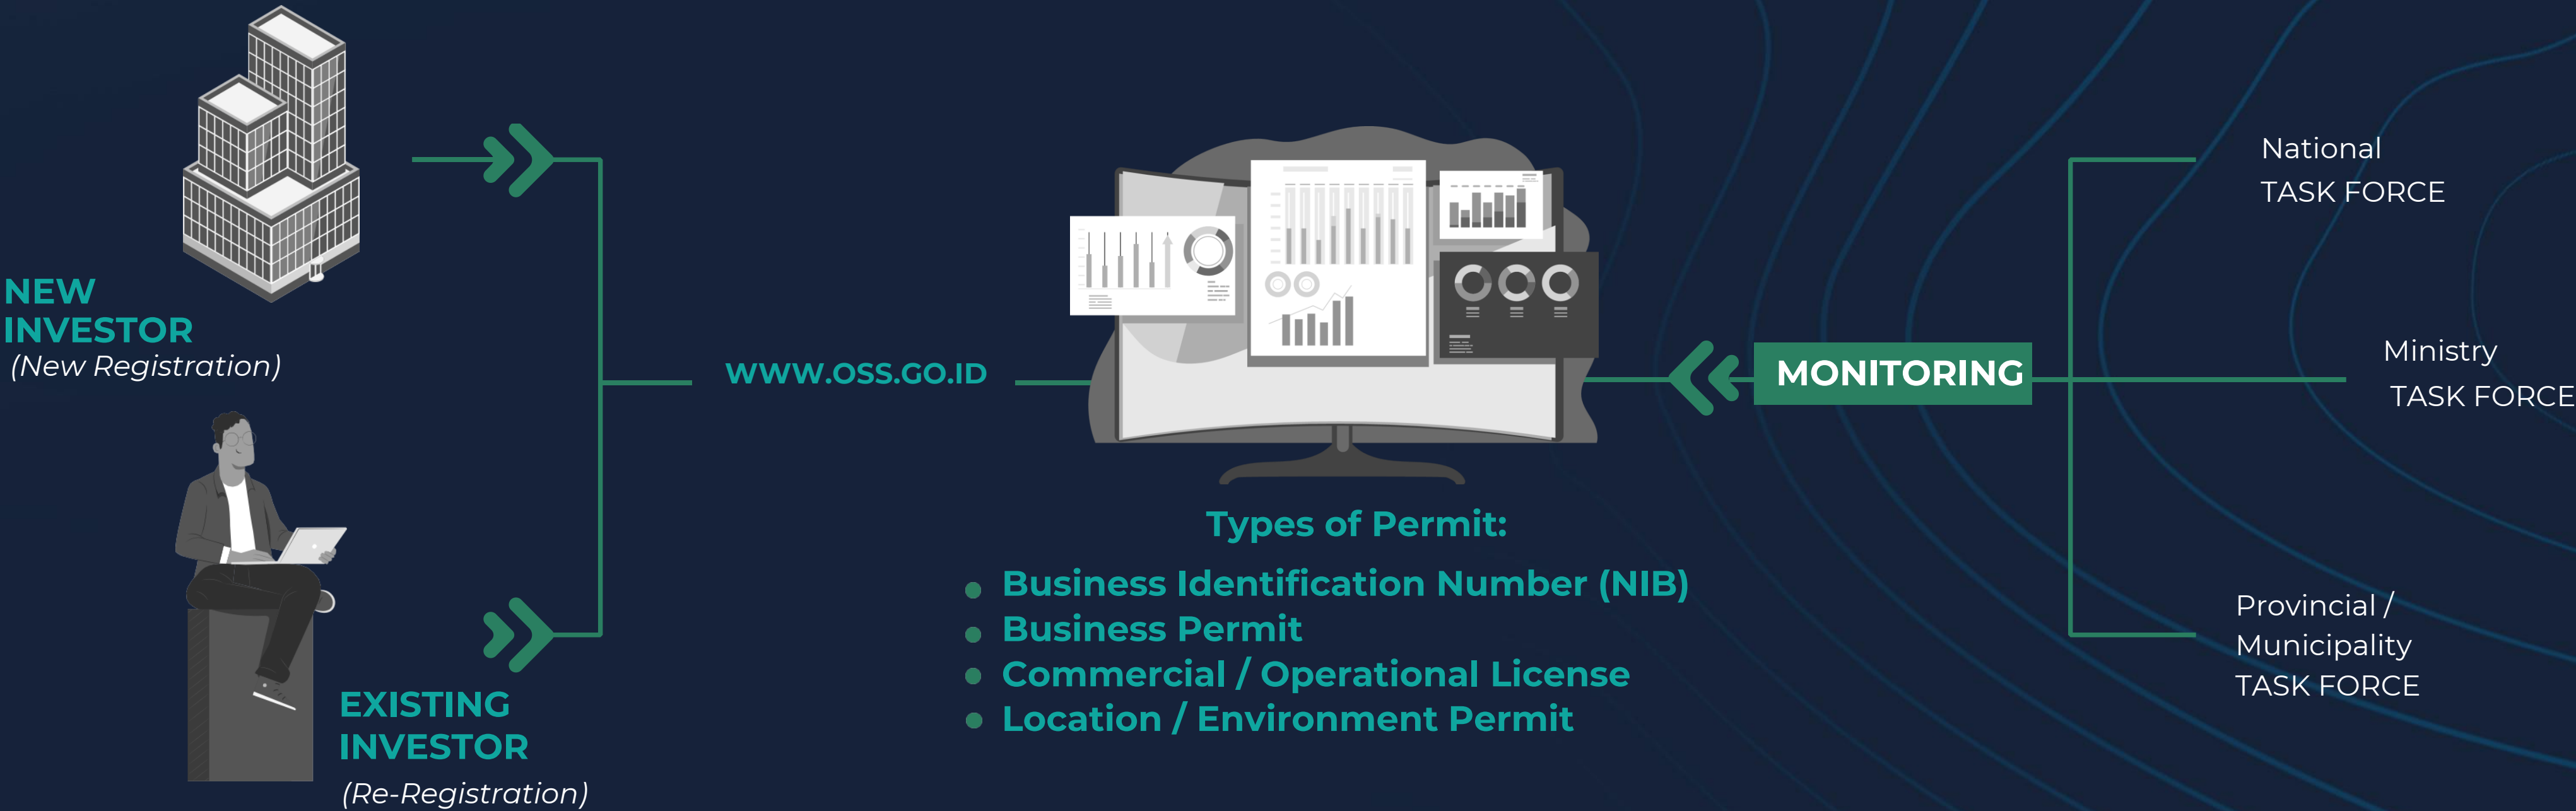 NEW
INVESTOR
(New Registration)
EXISTING
INVESTOR
(Re-Registration)
WWW.OSS.GO.ID
Types of Permit:
Business Identification Number (NIB)
Business Permit
Commercial / Operational License
Location / Environment Permit
MONITORING
National
TASK FORCE
Ministry
TASK FORCE
Provincial /
Municipality
TASK FORCE